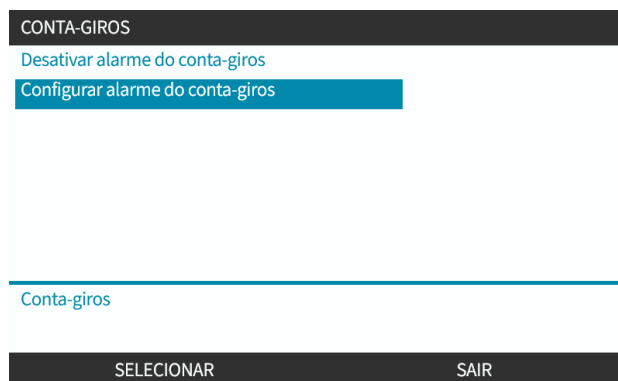 CONTA-GIROS
Desativar alarme do conta-giros
Configurar alarme do conta-giros
Conta-giros
SELECIONAR SAIR